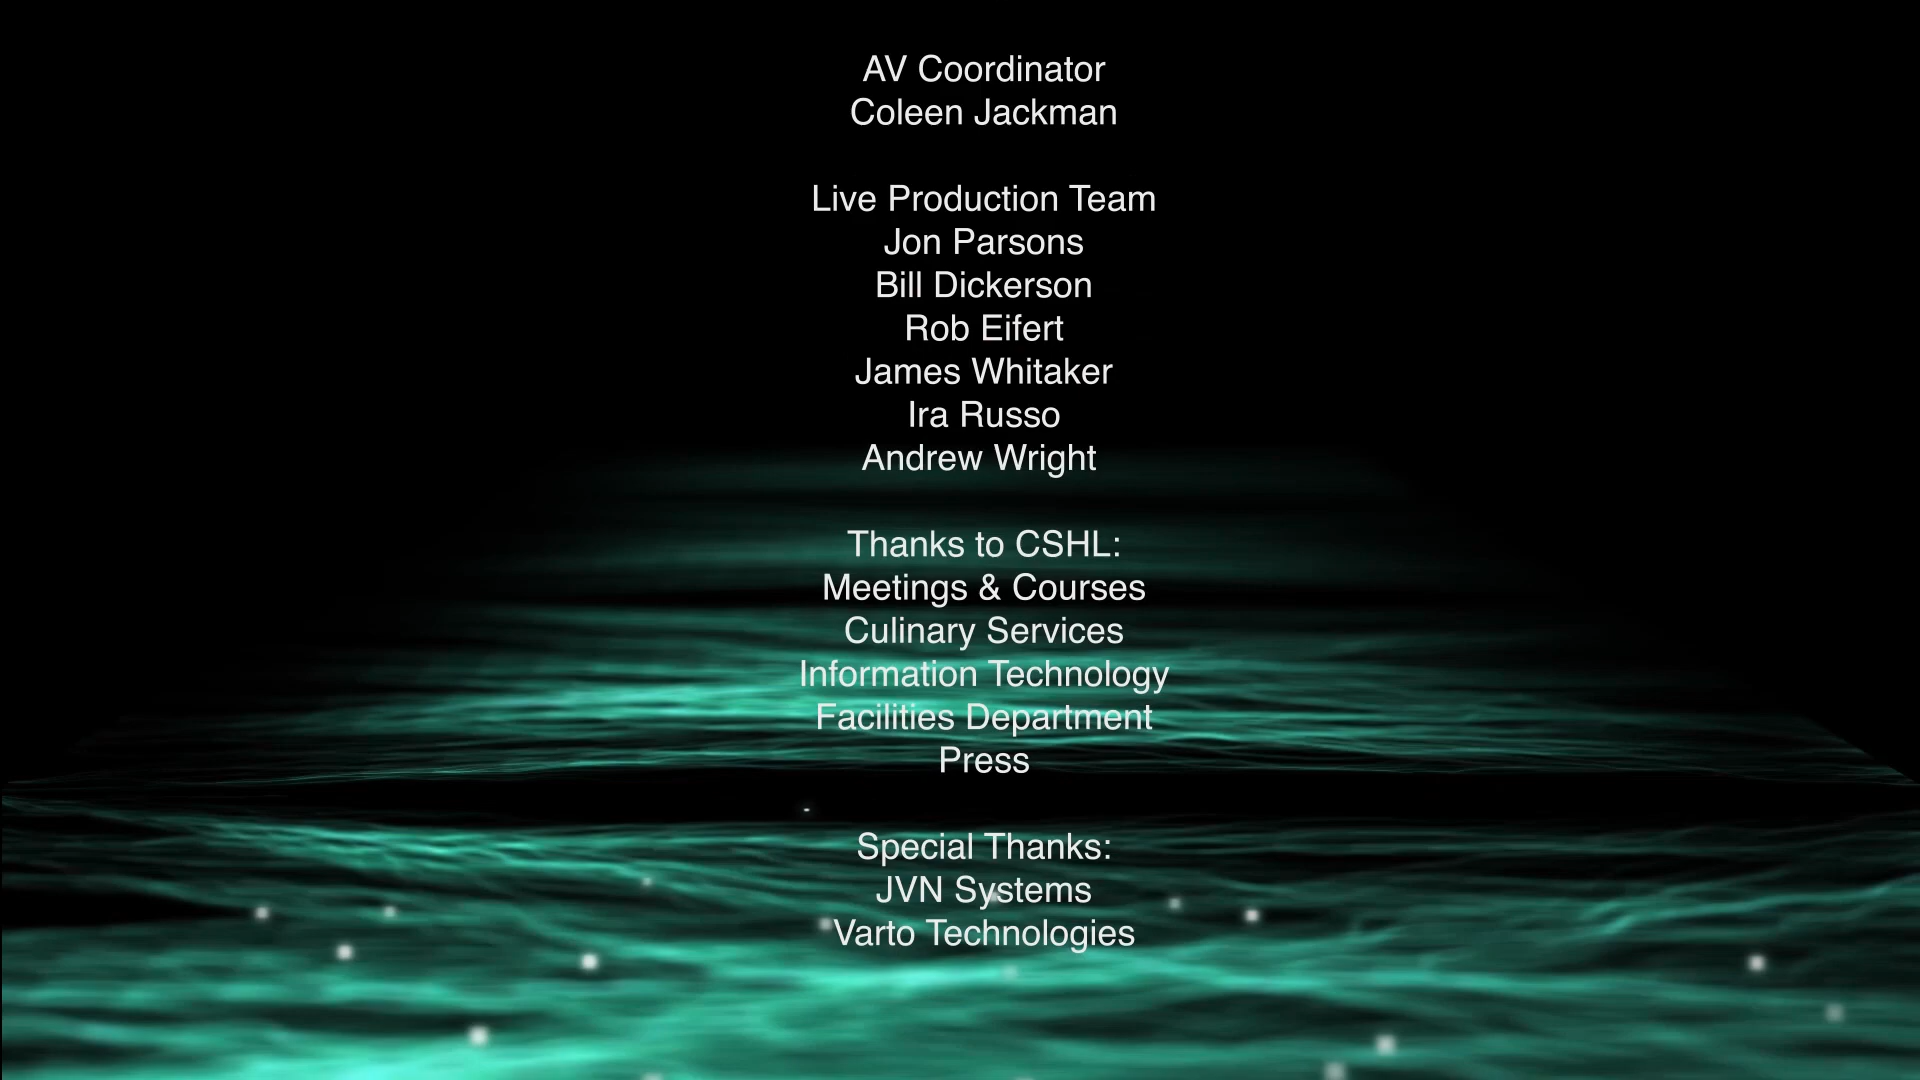 AV Coordinator
Coleen Jackman
Live Production Team
Jon Parsons
Bill Dickerson
Rob Eifert
James Whitaker
Ira Russo
Andrew Wright
Thanks to CSHL:
Meetings & Courses
Culinary Services
Information Technology
Facilities Department
Press
Special Thanks:
JVN Systems
Varto Technologies